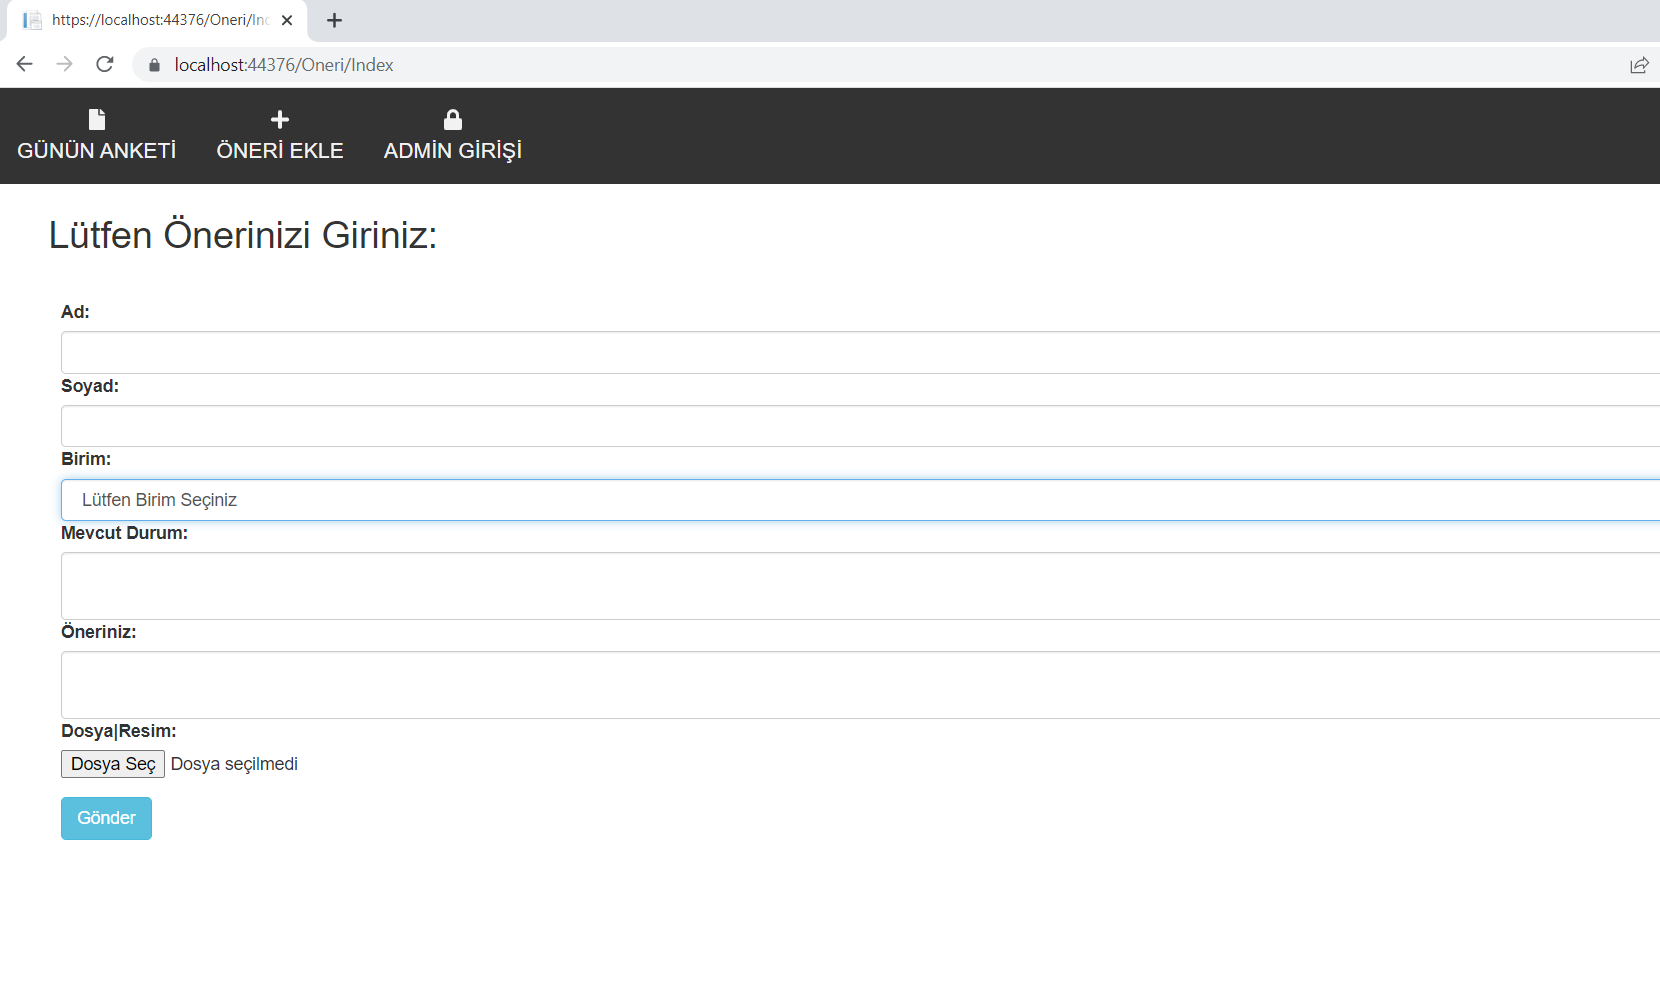 https://localhost:44376/Oneri/Inc
localhost:44376/Oneri/Index
GÜNÜN ANKETİ ÖNERİ EKLE ADMİN GİRİŞİ
Lütfen Önerinizi Giriniz:
Ad:
Soyad:
Birim:
Lütfen Birim Seçiniz
Mevcut Durum:
Öneriniz:
Dosya|Resim:
Dosya Seç Dosya seçilmedi
Gönder